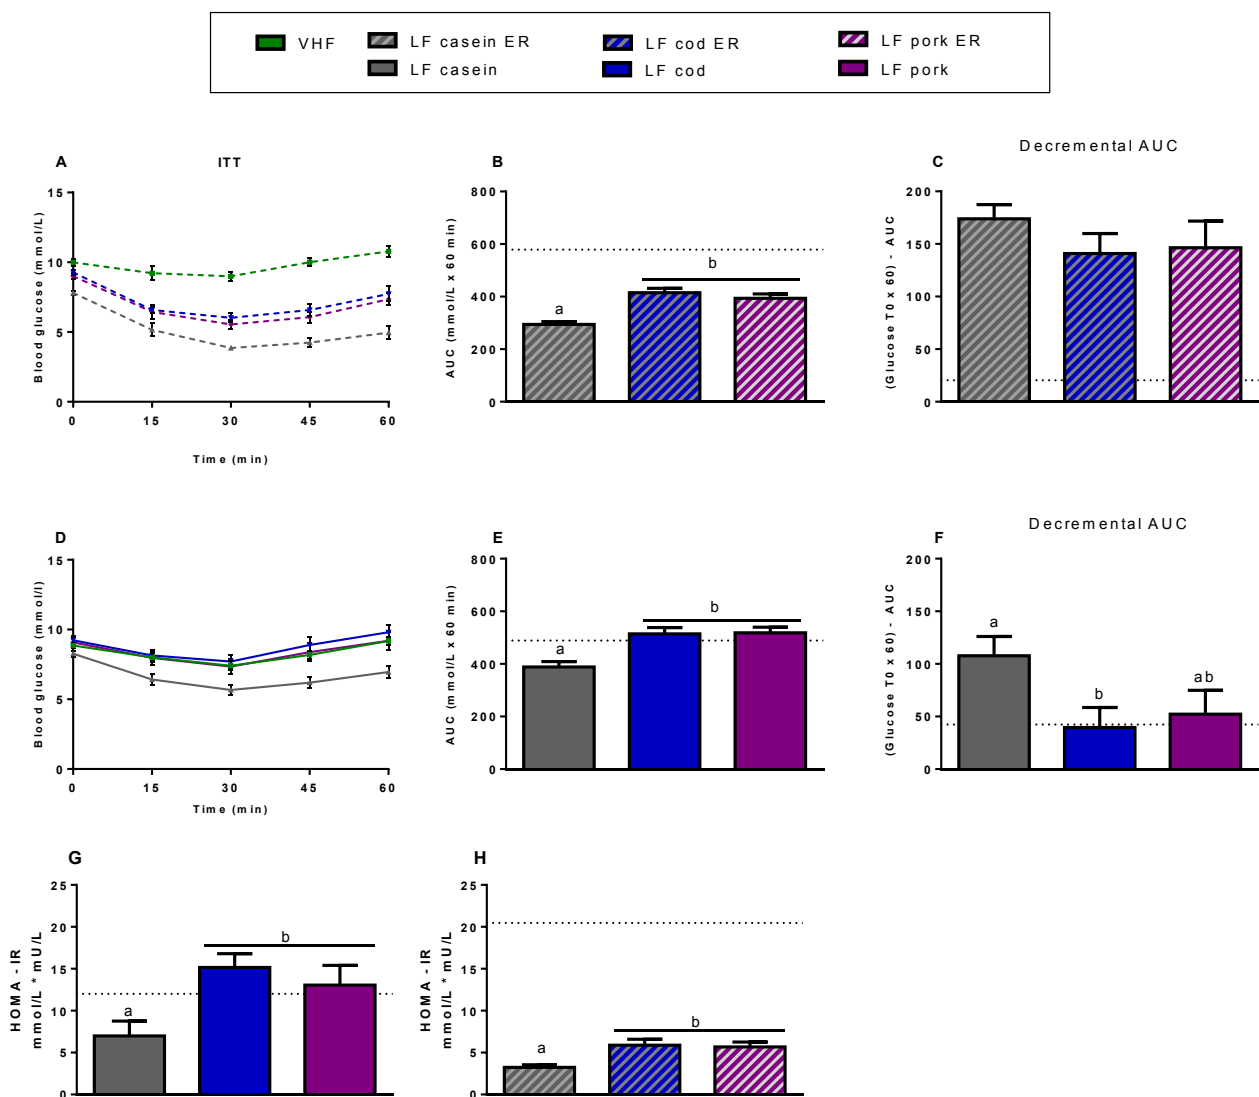 VHF
LF casein ER
LF cod ER
LF pork ER
LF casein
LF cod
LF pork
A
ITT
Blood glucose (mmol/L)
15
10
5
0
0 15 30 45 60
Time (min)
B
AUC (mmol/L x 60 min)
800
600
400
200
0
a
b
C
Decremental AUC
(Glucose T0 x 60) - AUC
200
150
100
50
0
D
Blood glucose (mmol/l)
15
10
5
0
0 15 30 45 60
Time (min)
E
AUC (mmol/L x 60 min)
800
600
400
200
0
a
b
F
Decremental AUC
(Glucose T0 x 60) - AUC
200
150
100
50
0
a
b
ab
G
HOMA - IR
mmol/L * mU/L
25
20
15
10
5
0
a
b
H
HOMA - IR
mmol/L * mU/L
25
20
15
10
5
0
a
b